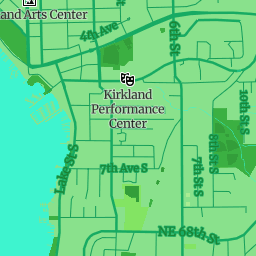 land Arts Center
4th Ave
6th St
Kirkland
Performance
Center
10th St S
8th St S
7th St S
Lake St S
7th Ave S
NE 68th St